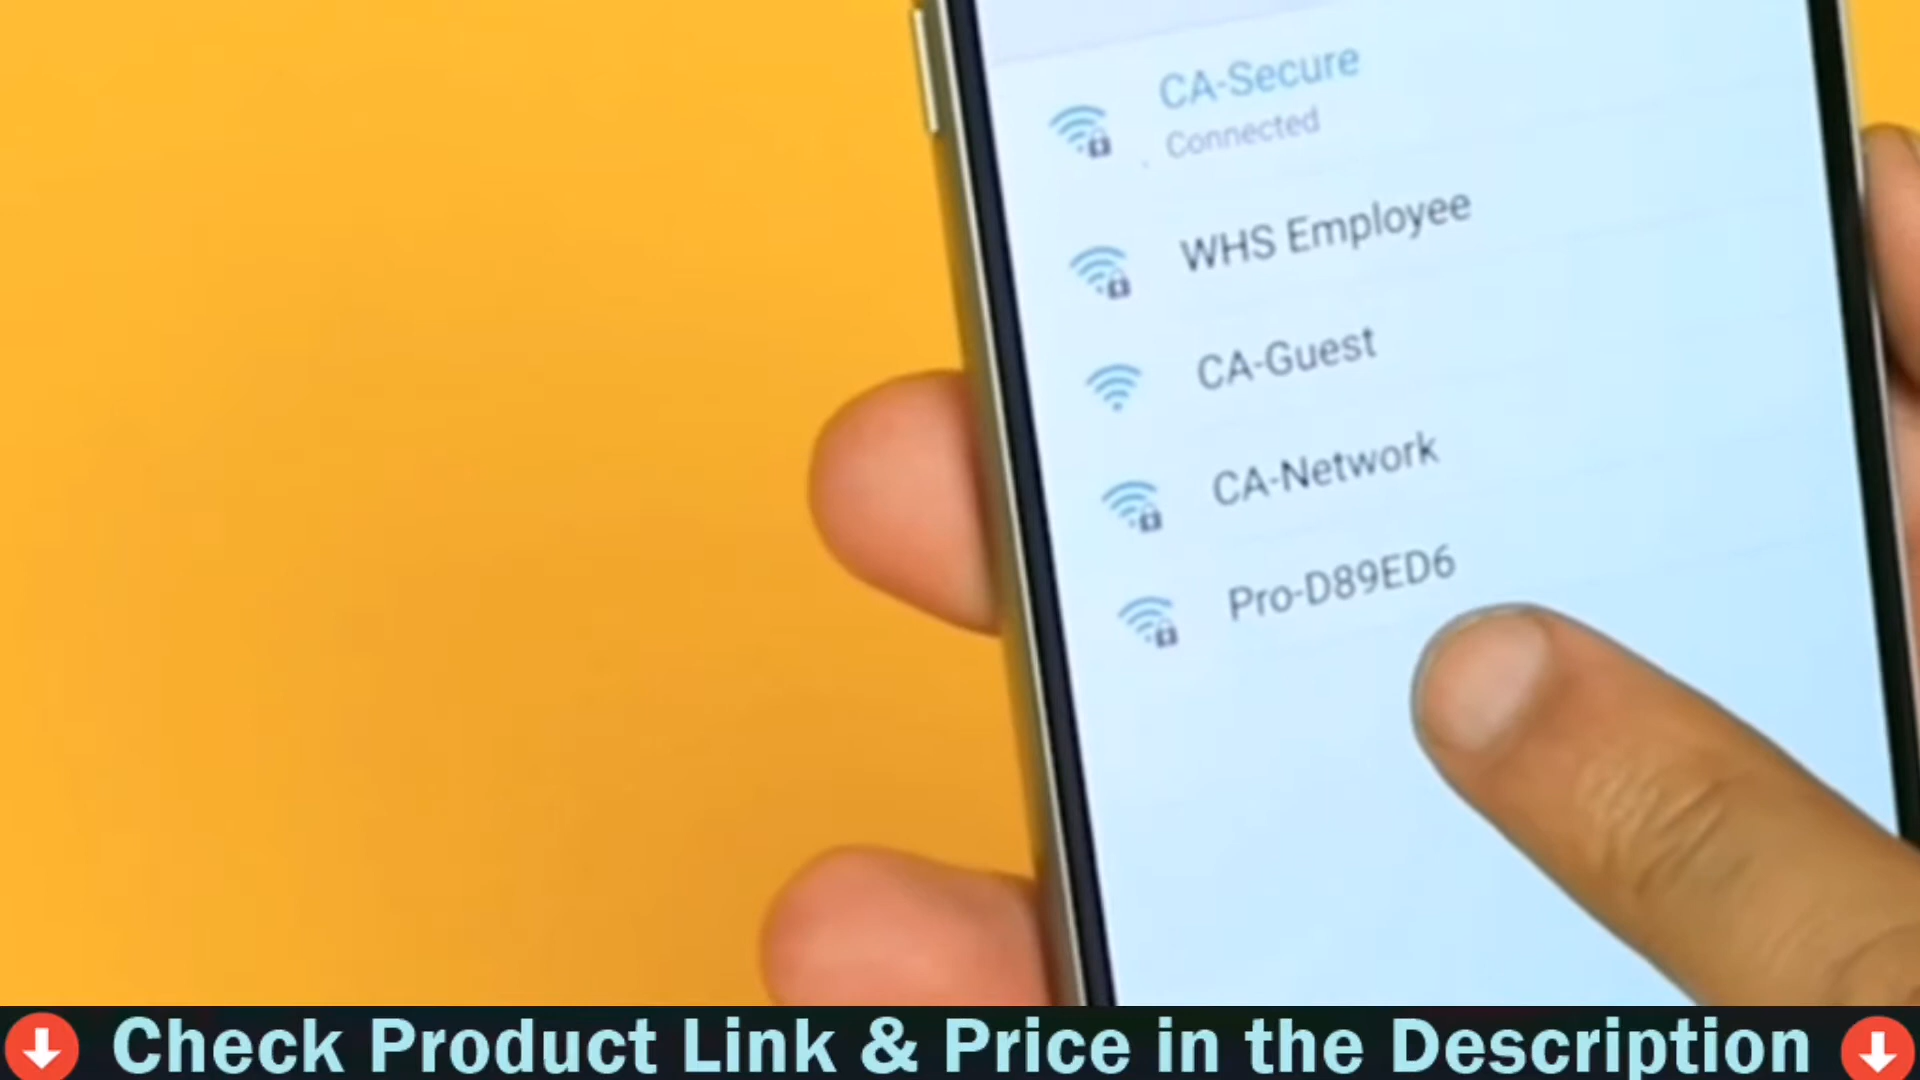 CA-Secure
Connected
WHS Employee
CA-Guest
CA-Network
Pro-D89ED6
Check Product Link & Price in the Description